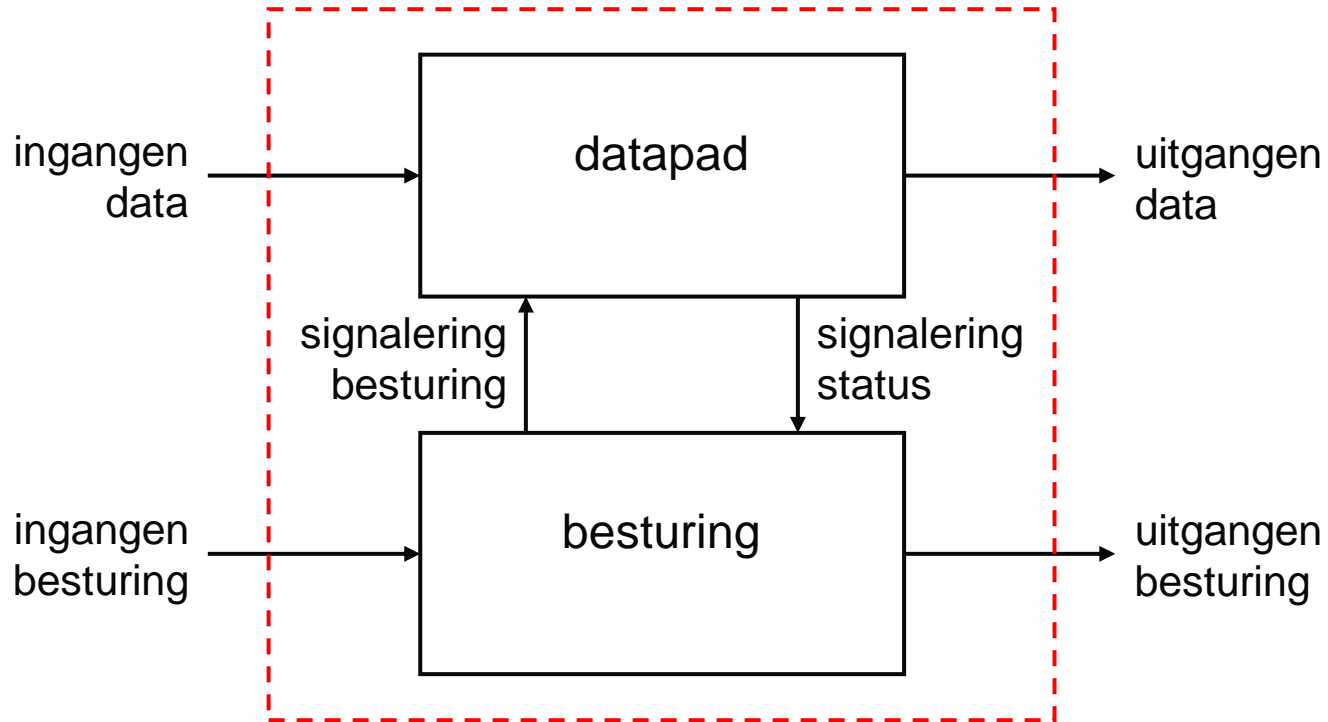 datapad
ingangen
data
uitgangen
data
signalering
besturing
signalering
status
besturing
ingangen
besturing
uitgangen
besturing